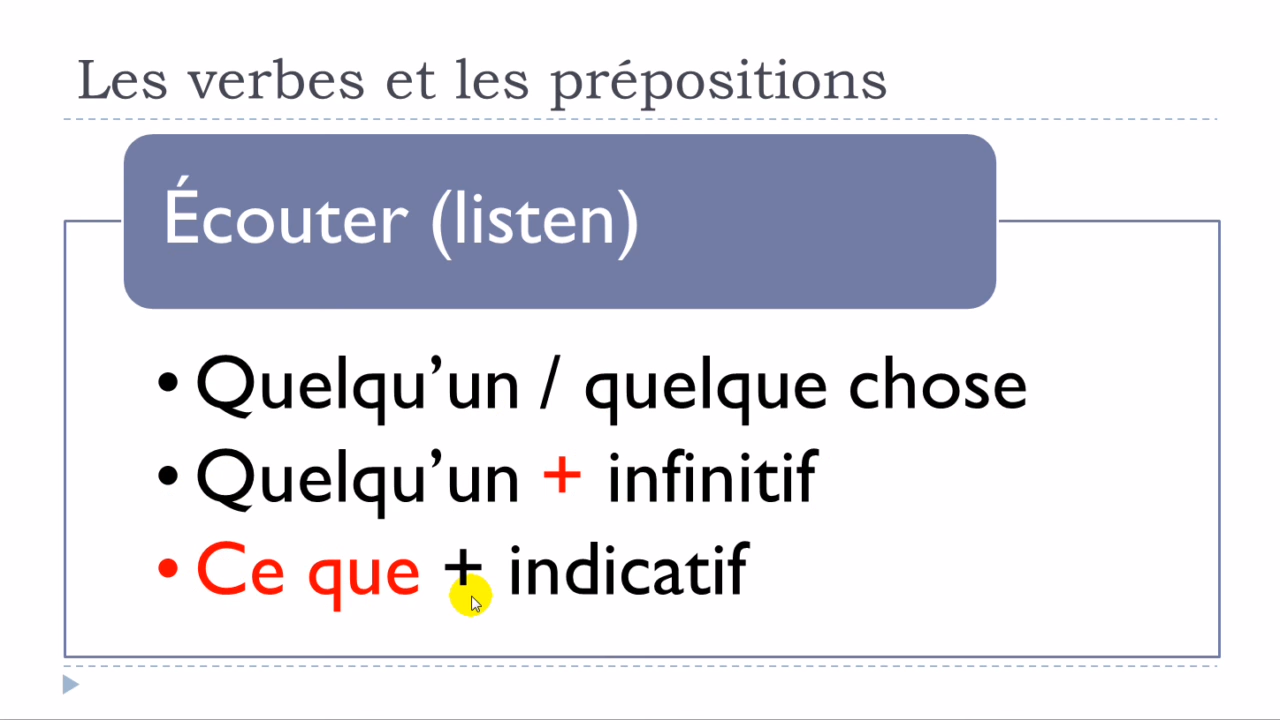 Les verbes et les prépositions
Écouter (listen)
• Quelqu’un / quelque chose
• Quelqu’un + infinitif
• Ce que + indicatif